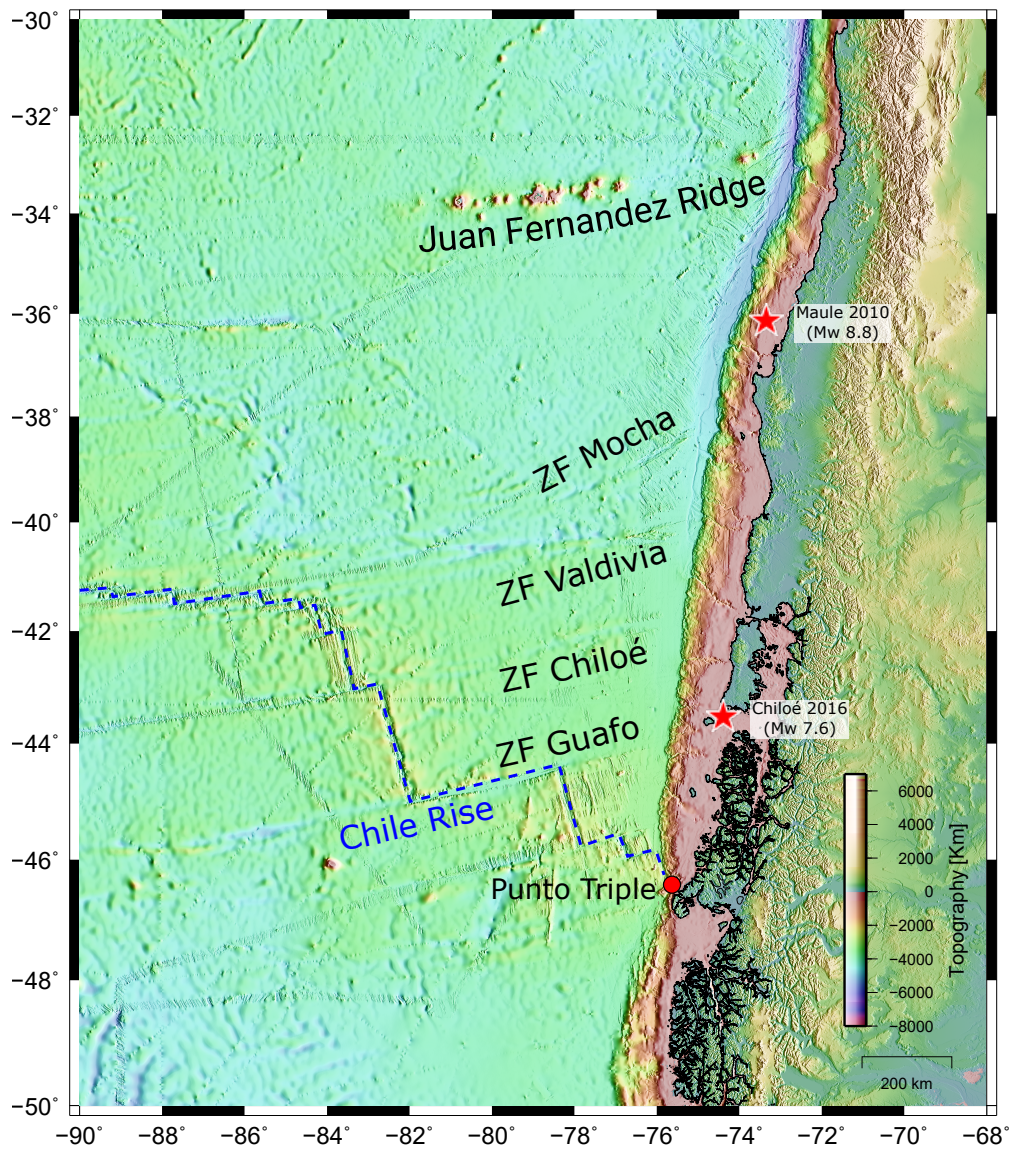 −30°
−32°
−34°
−36°
−38°
−40°
−42°
−44°
−46°
−48°
−50°
Juan Fernandez Ridge
Maule 2010
(Mw 8.8)
ZF Mocha
ZF Valdivia
ZF Chiloé
Chiloé 2016
(Mw 7.6)
ZF Guafo
Chile Rise
Punto Triple
6000
4000
2000
0
−2000
−4000
−6000
−8000
Topography [Km]
200 km
−90° −88° −86° −84° −82° −80° −78° −76° −74° −72° −70° −68°